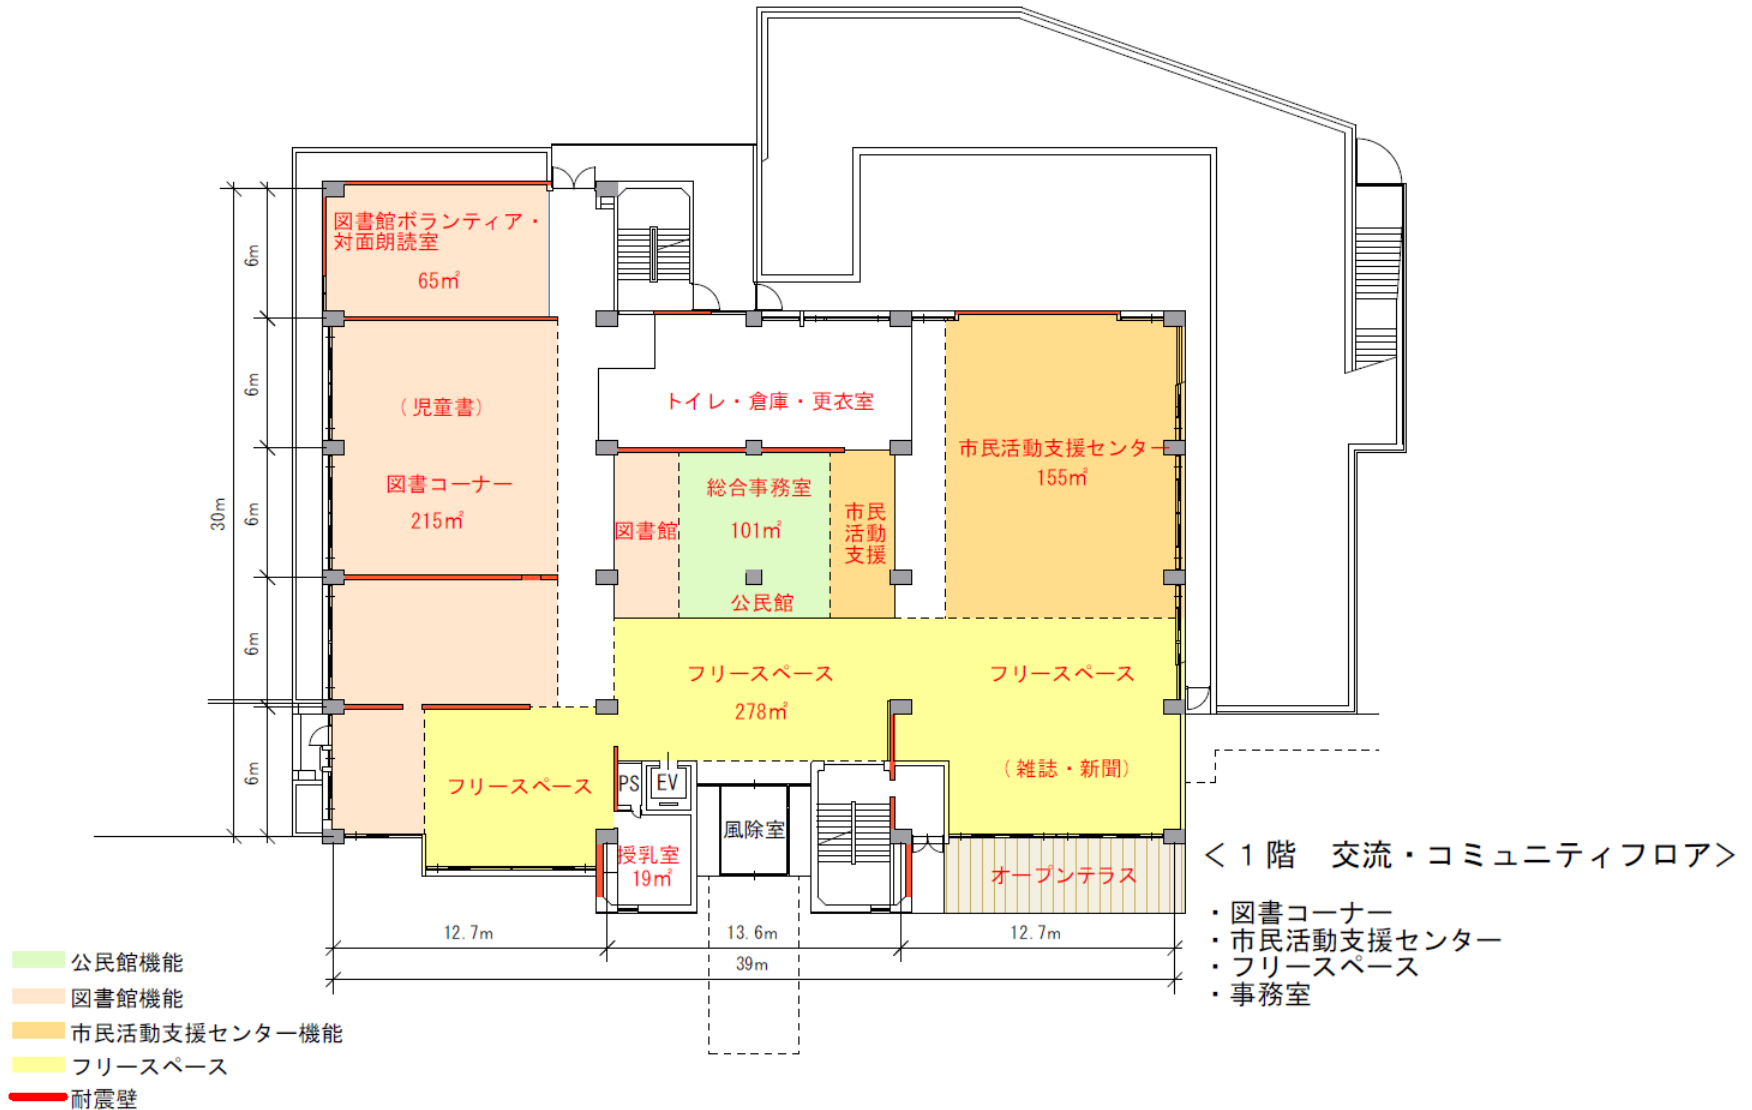 図書館ボランティア・
対面朗読室
65㎡
6m
6m
6m
6m
6m
30m
(児童書)
図書コーナー
215㎡
トイレ・倉庫・更衣室
市民活動支援センター
155㎡
図書館
総合事務室
101㎡
公民館
市民
活動
支援
フリースペース
278㎡
フリースペース
(雑誌・新聞)
フリースペース
PS
EV
風除室
授乳室
19㎡
オープンテラス
12.7m
13.6m
12.7m
39m
<1階 交流・コミュニティフロア>
・図書コーナー
・市民活動支援センター
・フリースペース
・事務室
公民館機能
図書館機能
市民活動支援センター機能
フリースペース
耐震壁